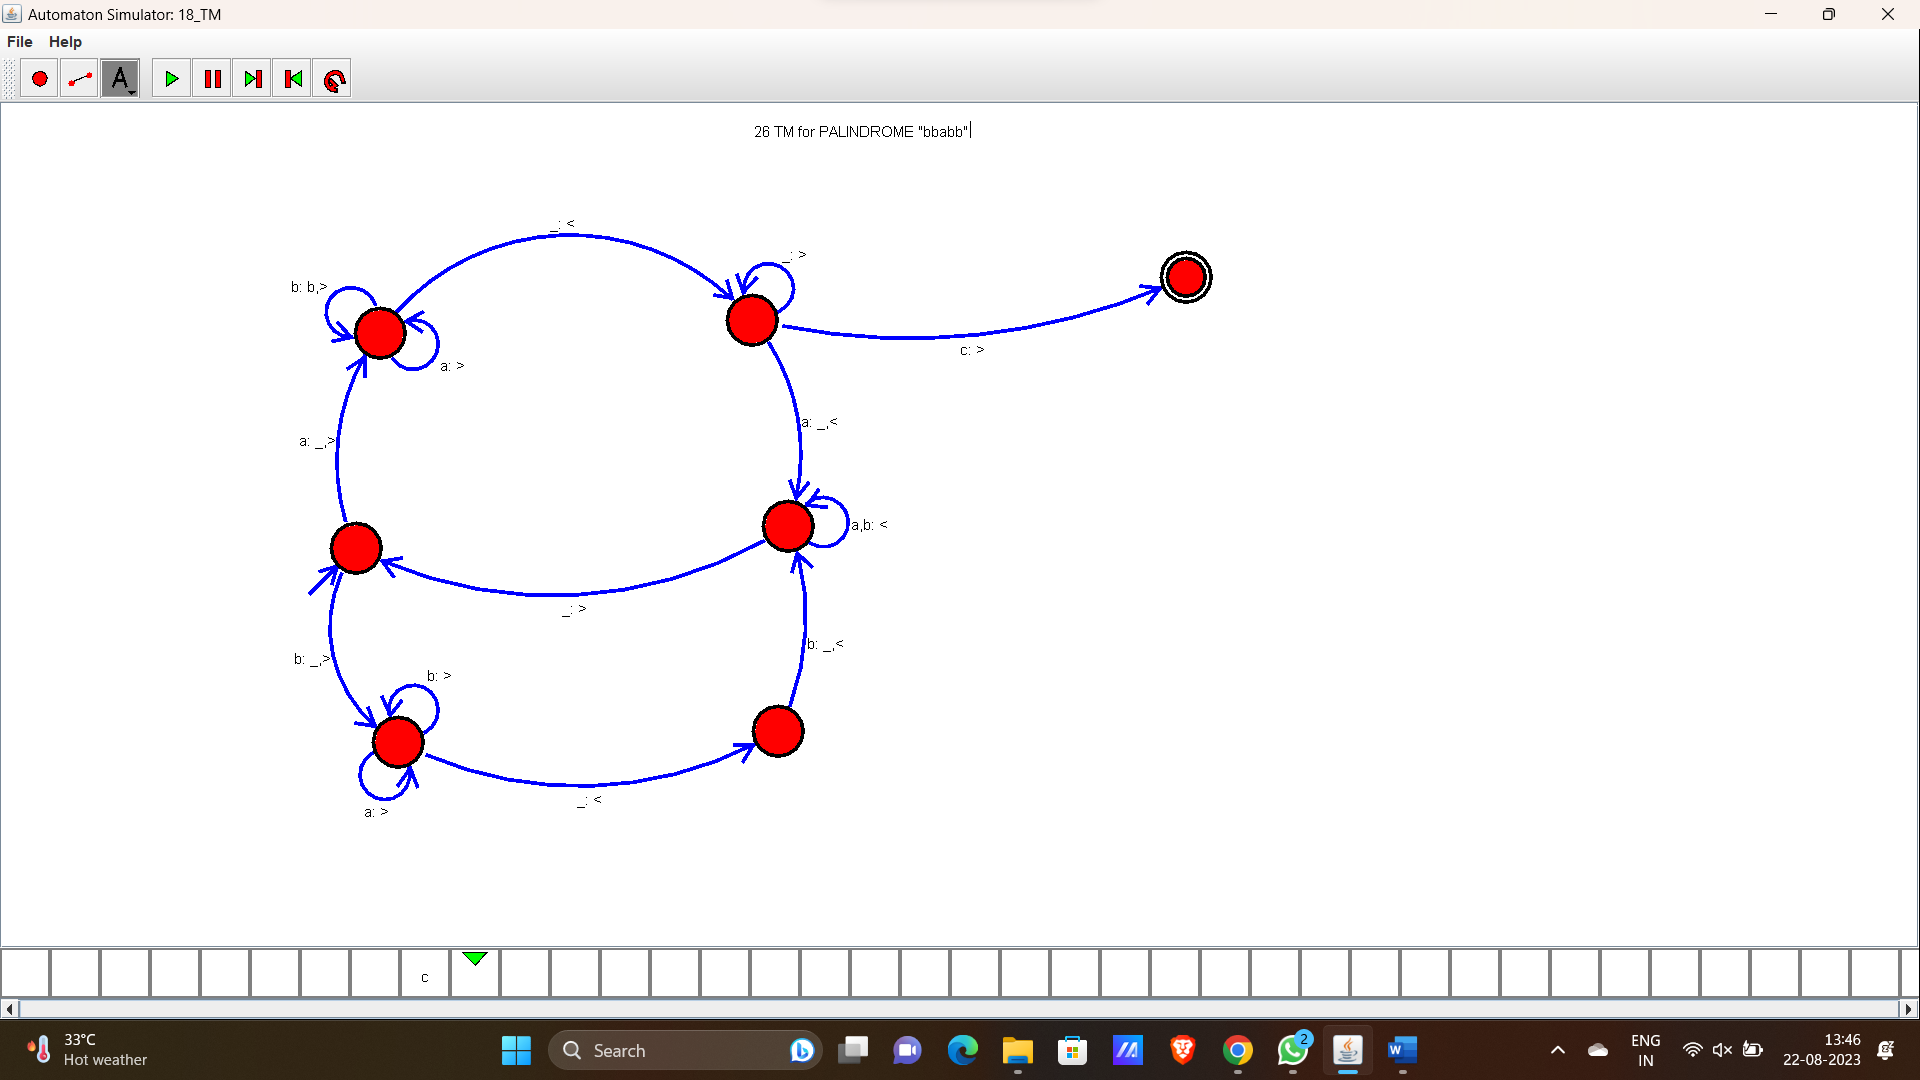 Automaton Simulator: 18_TM
File Help
A
26 TM for PALINDROME "bbabb"
_: <
_: >
b: b,>
a: >
c: >
a: _,<
a: _,>
a,b: <
_: >
b: _,<
b: _,>
b: >
_: <
a: >
c
33°C
Hot weather
Search
2
W
ENG
IN
13:46
22-08-2023